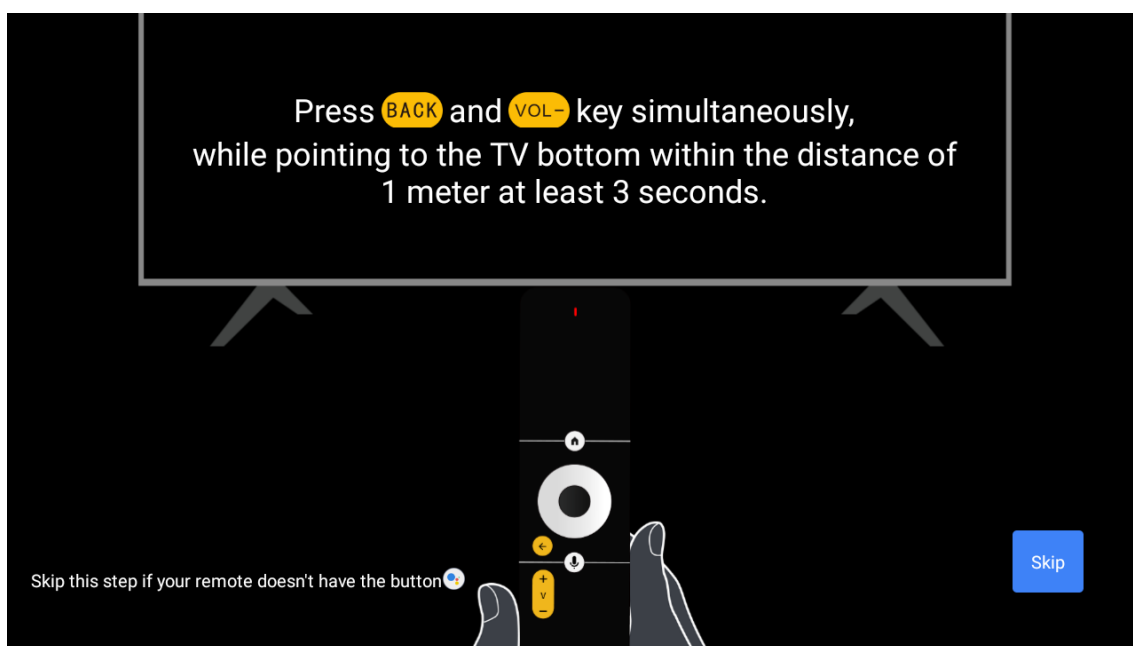 Press BACK and VOL- key simultaneously,
while pointing to the TV bottom within the distance of
1 meter at least 3 seconds.
+
V
-
Skip this step if your remote doesn't have the button
Skip